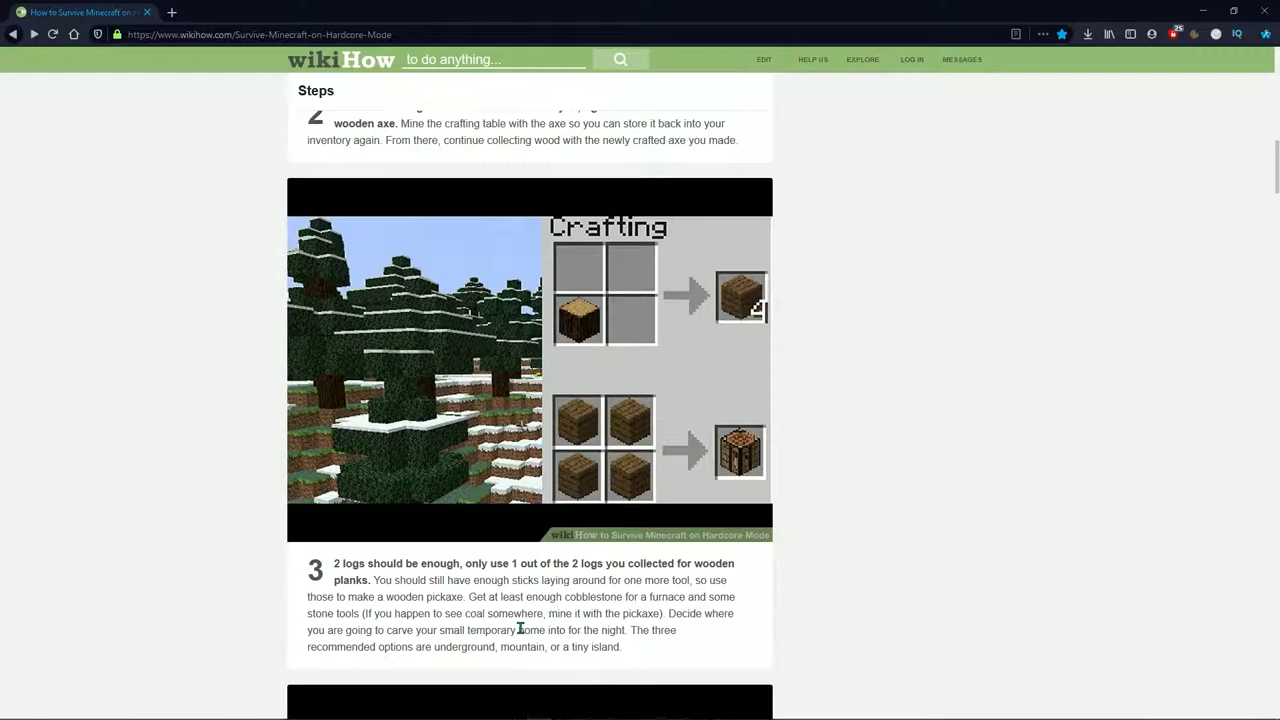 How to Survive Minecraft on H
https://www.wikihow.com/Survive-Minecraft-on-Hardcore-Mode
25
IQ
wikiHow to do anything...
EDIT
HELP US
EXPLORE
LOG IN
MESSAGES
Steps
2
wooden axe. Mine the crafting table with the axe so you can store it back into your
inventory again. From there, continue collecting wood with the newly crafted axe you made.
Crafting
4
wikiHow to Survive Minecraft on Hardcore Mode
3 2 logs should be enough, only use 1 out of the 2 logs you collected for wooden
planks. You should still have enough sticks laying around for one more tool, so use
those to make a wooden pickaxe. Get at least enough cobblestone for a furnace and some
stone tools (If you happen to see coal somewhere, mine it with the pickaxe). Decide where
you are going to carve your small temporary home into for the night. The three
recommended options are underground, mountain, or a tiny island.